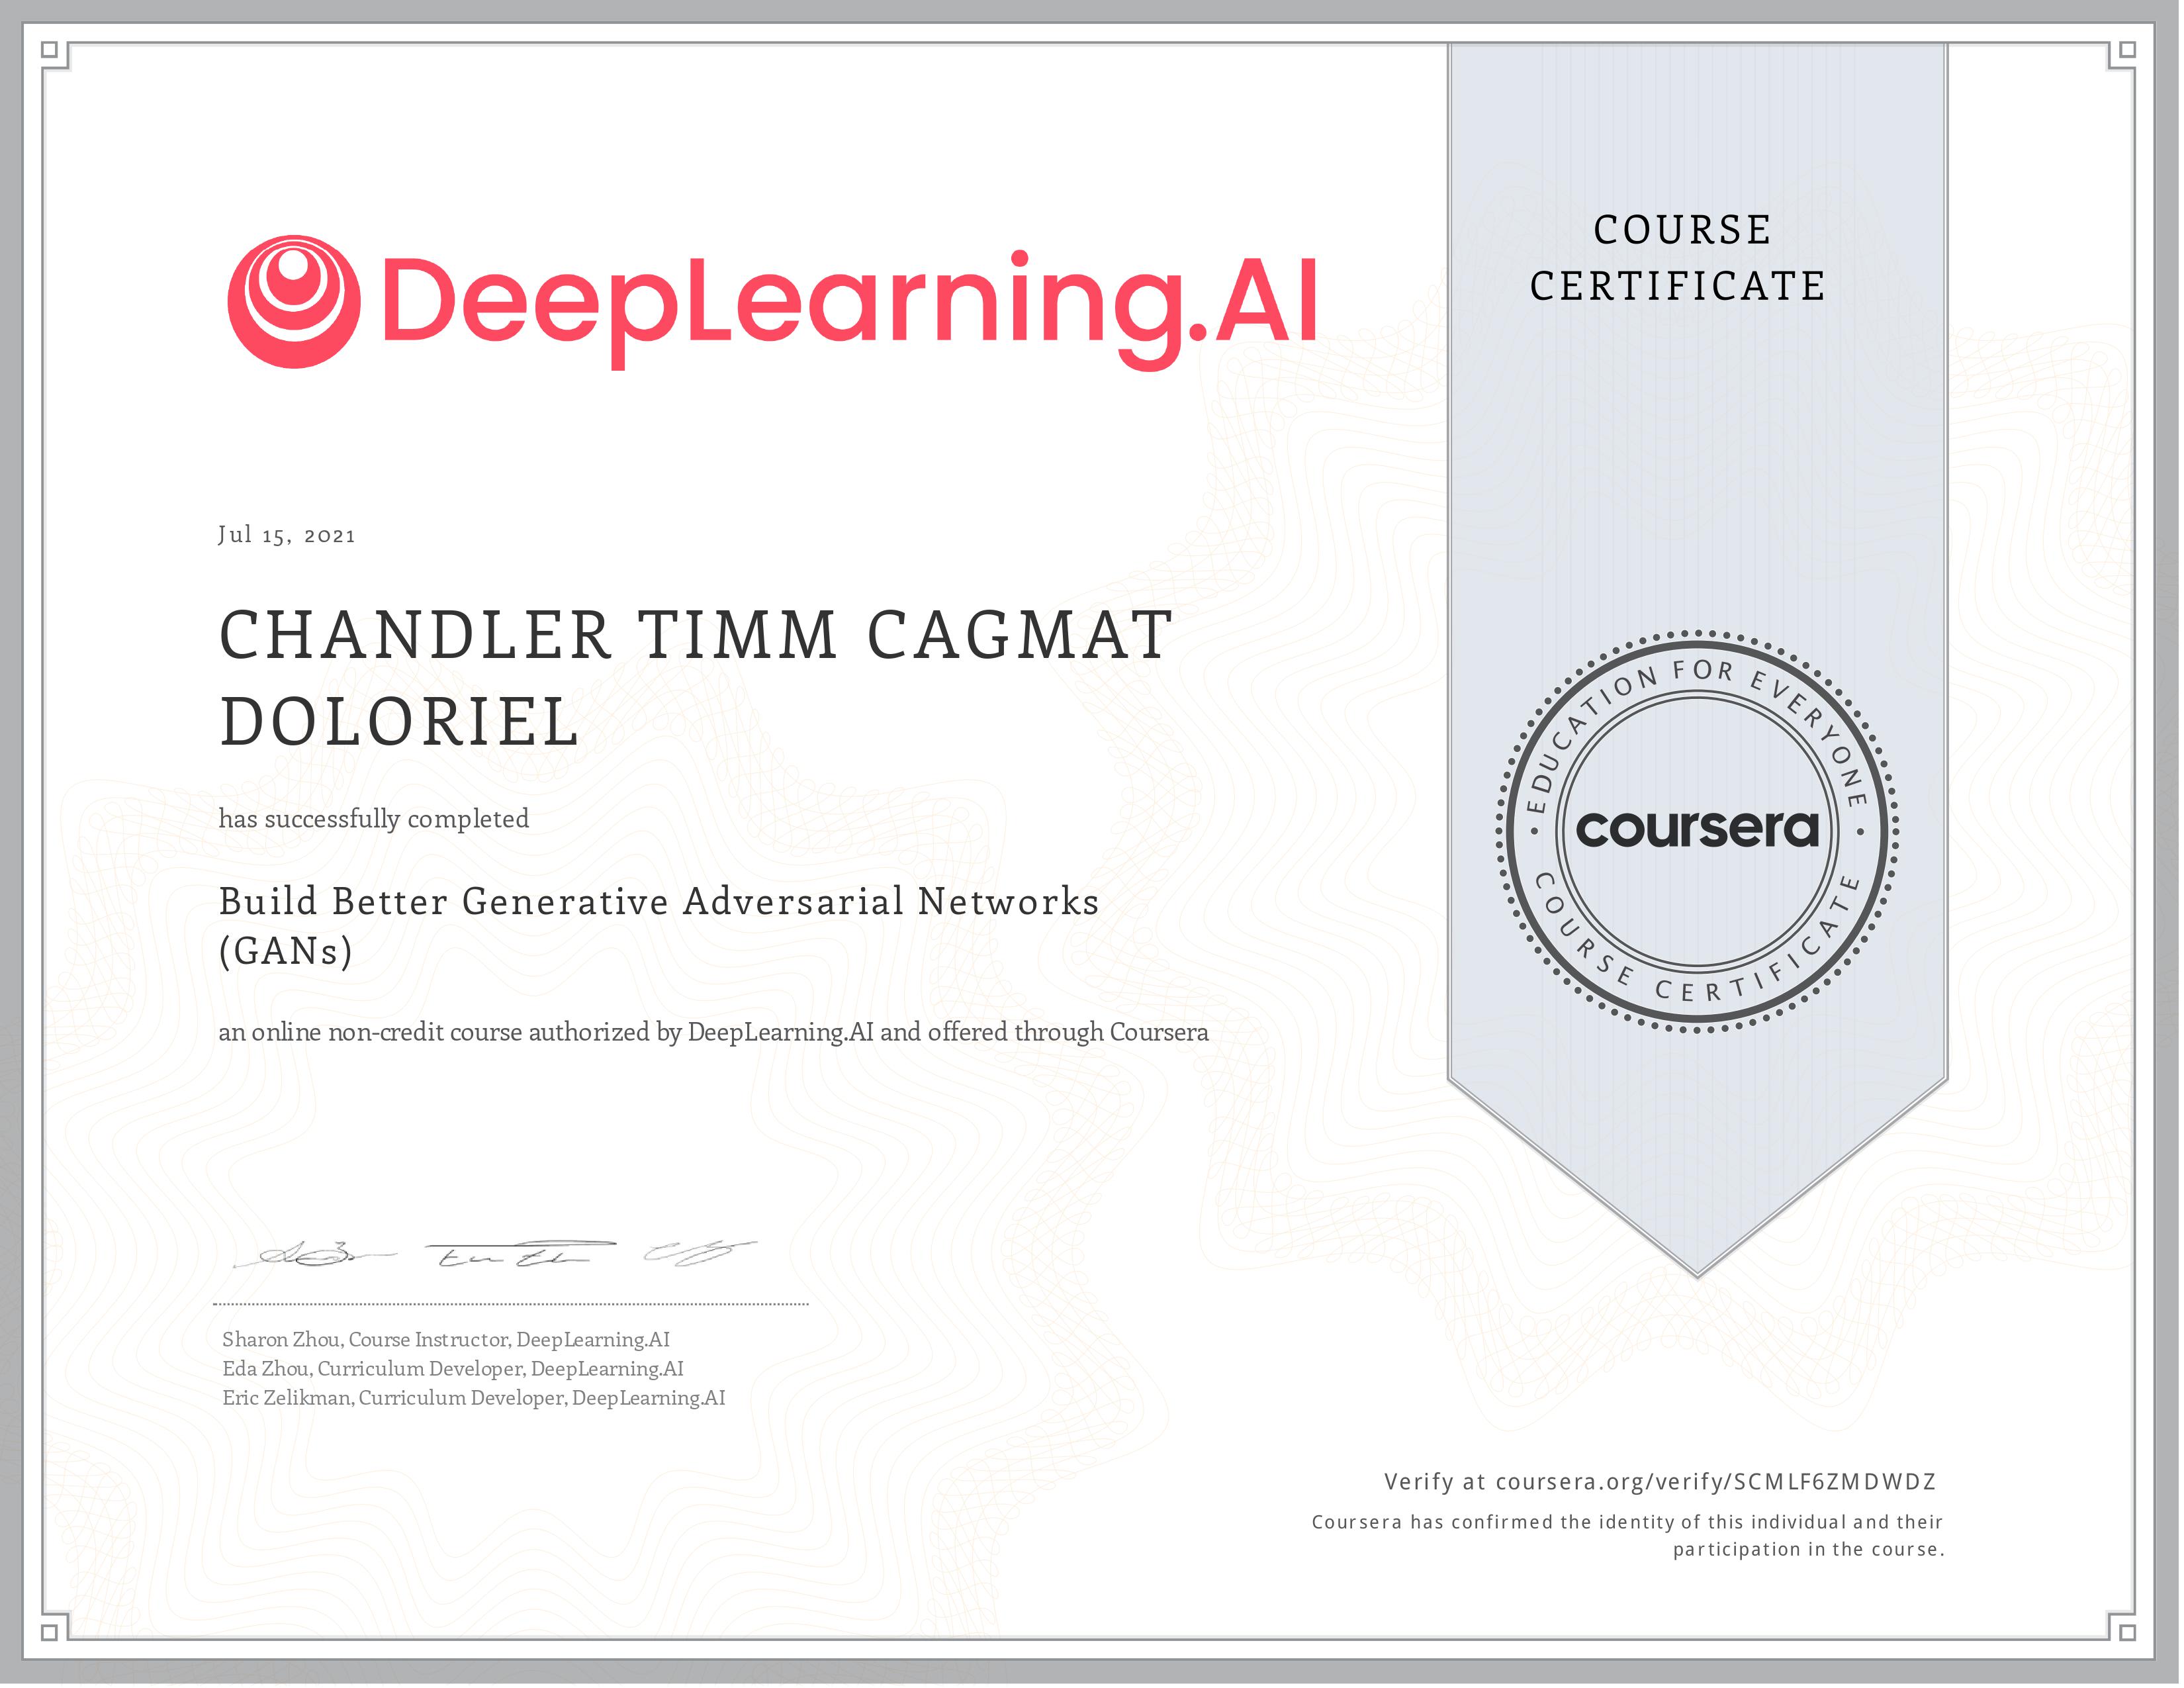 DeepLearning.AI
COURSE
CERTIFICATE
Jul 15, 2021
CHANDLER TIMM CAGMAT
DOLORIEL
has successfully completed
Build Better Generative Adversarial Networks
(GANs)
an online non-credit course authorized by DeepLearning.AI and offered through Coursera
EDUCATION FOR EVERYONE
coursera
COURSE CERTIFICATE
Sharon Zhou, Course Instructor, DeepLearning.AI
Eda Zhou, Curriculum Developer, DeepLearning.AI
Eric Zelikman, Curriculum Developer, DeepLearning.AI
Verify at coursera.org/verify/SCMLF6ZMDWDZ
Coursera has confirmed the identity of this individual and their
participation in the course.